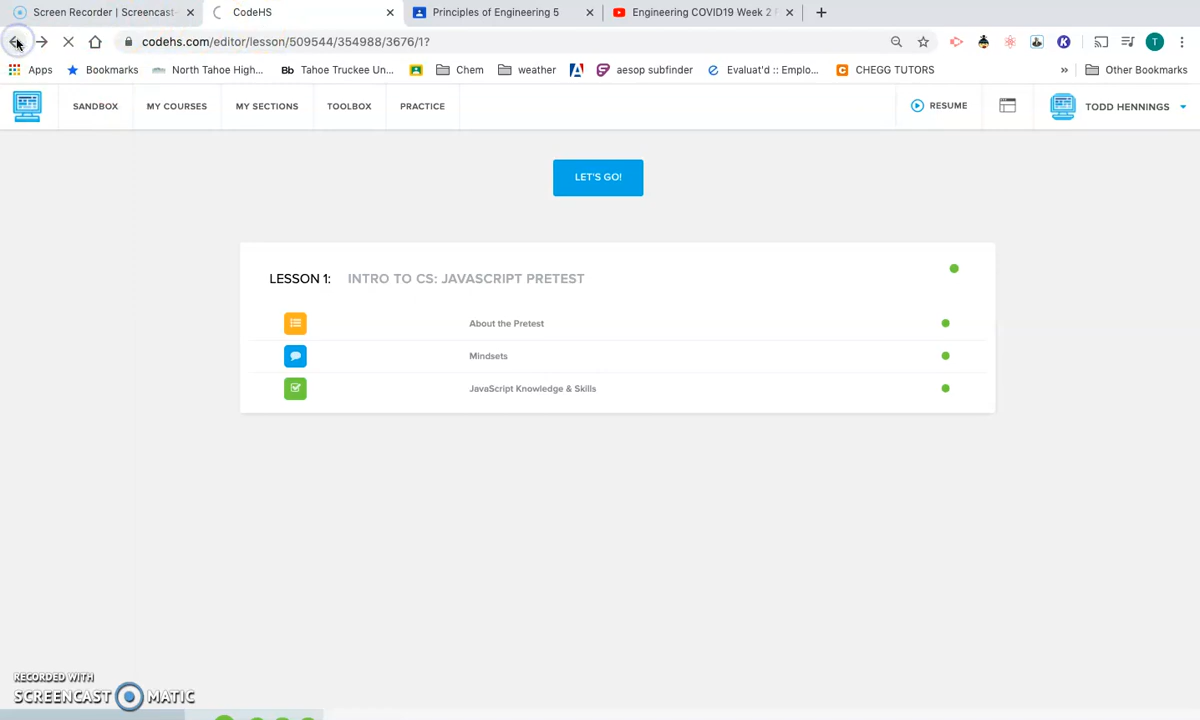 Screen Recorder | Screencast- CodeHS Principles of Engineering 5 Engineering COVID19 Week 2
codehs.com/editor/lesson/509544/354988/3676/1?
Apps Bookmarks North Tahoe High... Bb Tahoe Truckee Un... Chem weather aesop subfinder Evaluat'd :: Emplo... CHEGG TUTORS » Other Bookmarks
SANDBOX MY COURSES MY SECTIONS TOOLBOX PRACTICE RESUME TODD HENNINGS
LET'S GO!
LESSON 1: INTRO TO CS: JAVASCRIPT PRETEST
About the Pretest
Mindsets
JavaScript Knowledge & Skills
RECORDED WITH
SCREENCAST MATIC